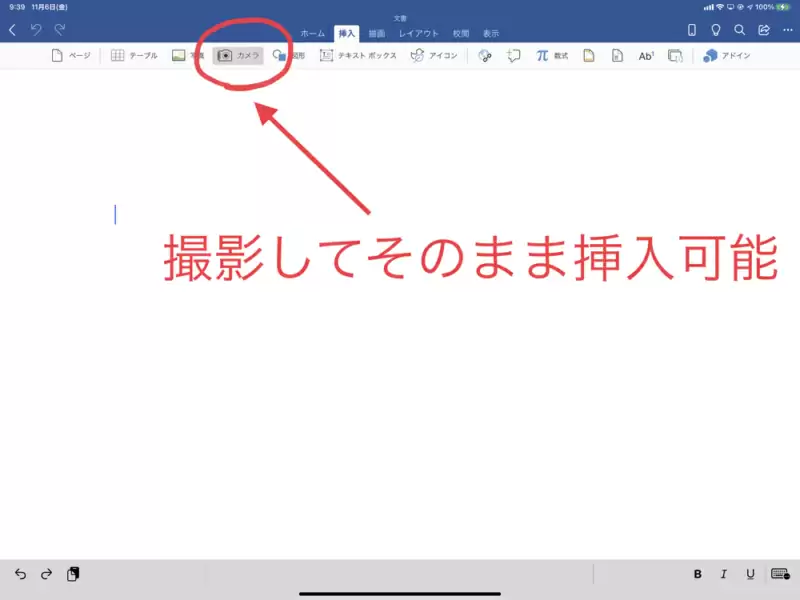 9:39 11月6日(金)
100%
文書
ホーム 挿入 描画 レイアウト 校閲 表示
ページ テーブル 写真 カメラ 図形 テキスト ボックス アイコン π 数式 Ab¹ アドイン
撮影してそのまま挿入可能
B I U